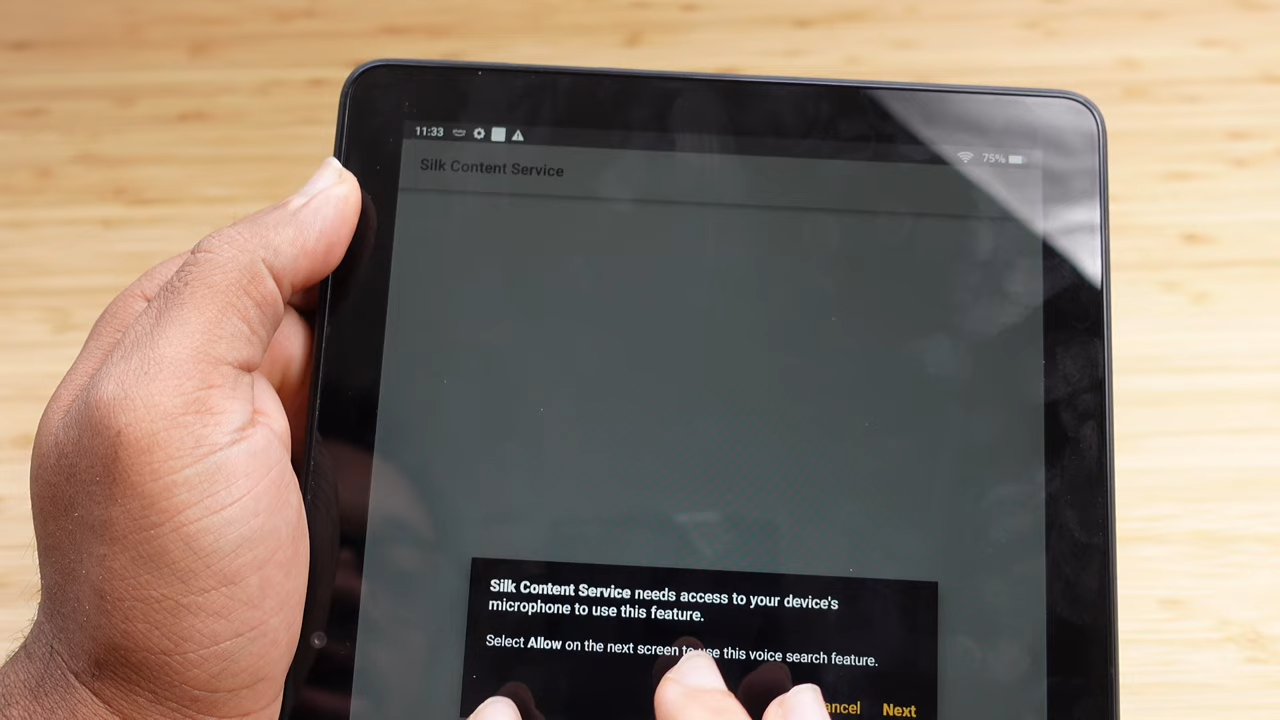 11:33
75%
Silk Content Service
Silk Content Service needs access to your device's
microphone to use this feature.
Select Allow on the next screen to use this voice search feature.
Next